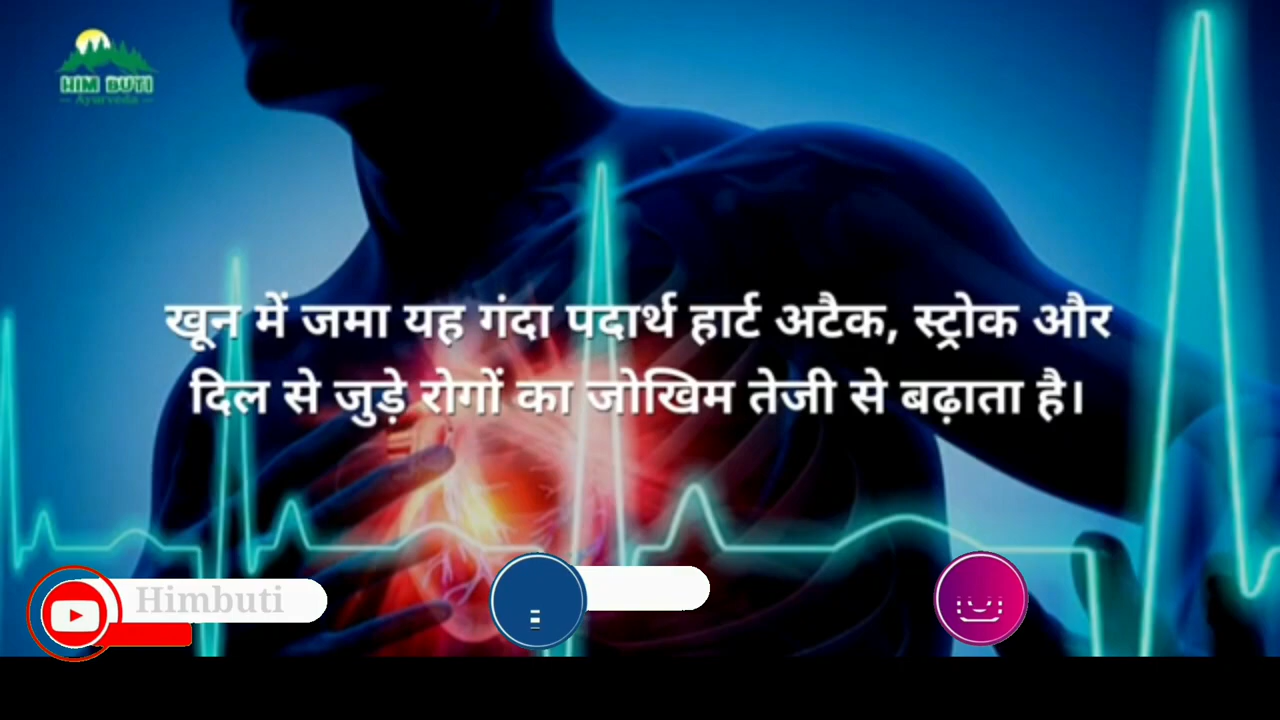 HIM BUTI
Ayurveda
खून में जमा यह गंदा पदार्थ हार्ट अटैक, स्ट्रोक और
दिल से जुड़े रोगों का जोखिम तेजी से बढ़ाता है।
Himbuti